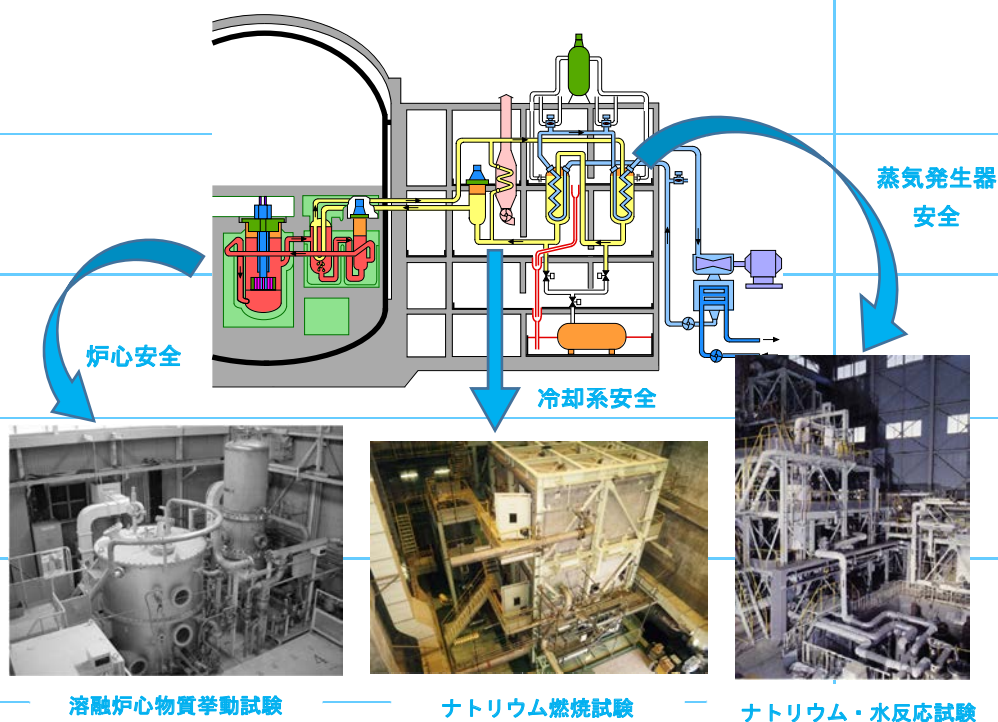 蒸気発生器
安全
炉心安全
冷却系安全
溶融炉心物質挙動試験
ナトリウム燃焼試験
ナトリウム・水反応試験